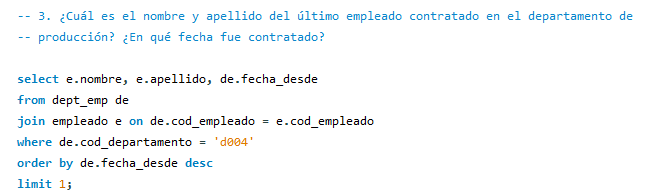 -- 3. ¿Cuál es el nombre y apellido del último empleado contratado en el departamento de
-- producción? ¿En qué fecha fue contratado?
select e.nombre, e.apellido, de.fecha_desde
from dept_emp de
join empleado e on de.cod_empleado = e.cod_empleado
where de.cod_departamento = 'd004'
order by de.fecha_desde desc
limit 1;